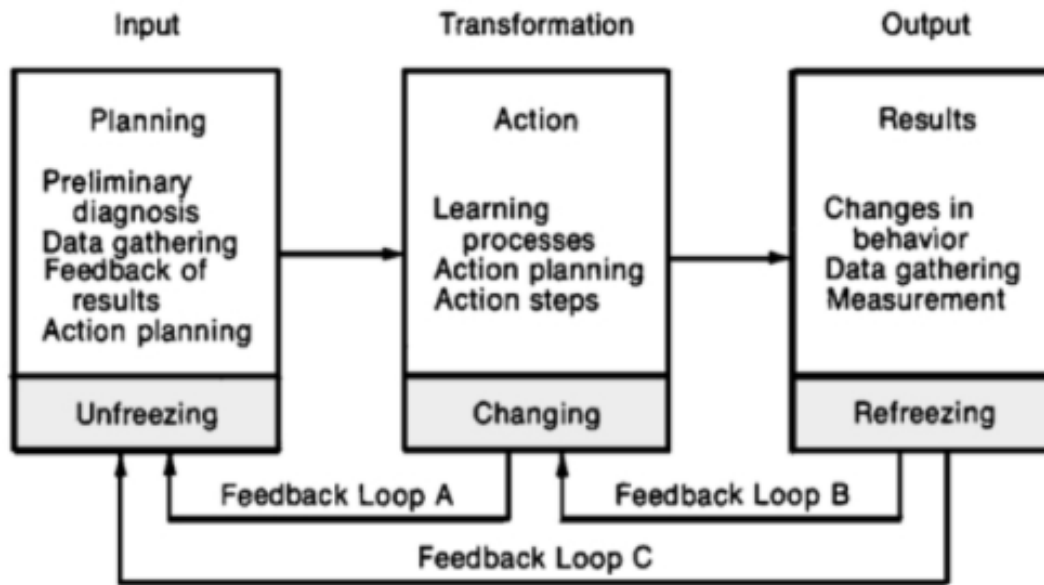 Input
Planning
Preliminary
diagnosis
Data gathering
Feedback of
results
Action planning
Unfreezing
Transformation
Action
Learning
processes
Action planning
Action steps
Changing
Output
Results
Changes in
behavior
Data gathering
Measurement
Refreezing
Feedback Loop A
Feedback Loop B
Feedback Loop C